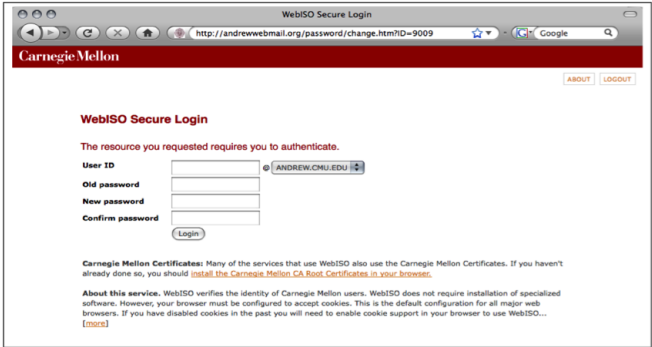 WebISO Secure Login
http://andrewwebmail.org/password/change.htm?ID=9009
Google
Carnegie Mellon
ABOUT LOGOUT
WebISO Secure Login
The resource you requested requires you to authenticate.
User ID @ ANDREW.CMU.EDU
Old password
New password
Confirm password
Login
Carnegie Mellon Certificates: Many of the services that use WebISO also use the Carnegie Mellon Certificates. If you haven't
already done so, you should install the Carnegie Mellon CA Root Certificates in your browser.
About this service. WebISO verifies the identity of Carnegie Mellon users. WebISO does not require installation of specialized
software. However, your browser must be configured to accept cookies. This is the default configuration for all major web
browsers. If you have disabled cookies in the past you will need to enable cookie support in your browser to use WebISO...
[more]